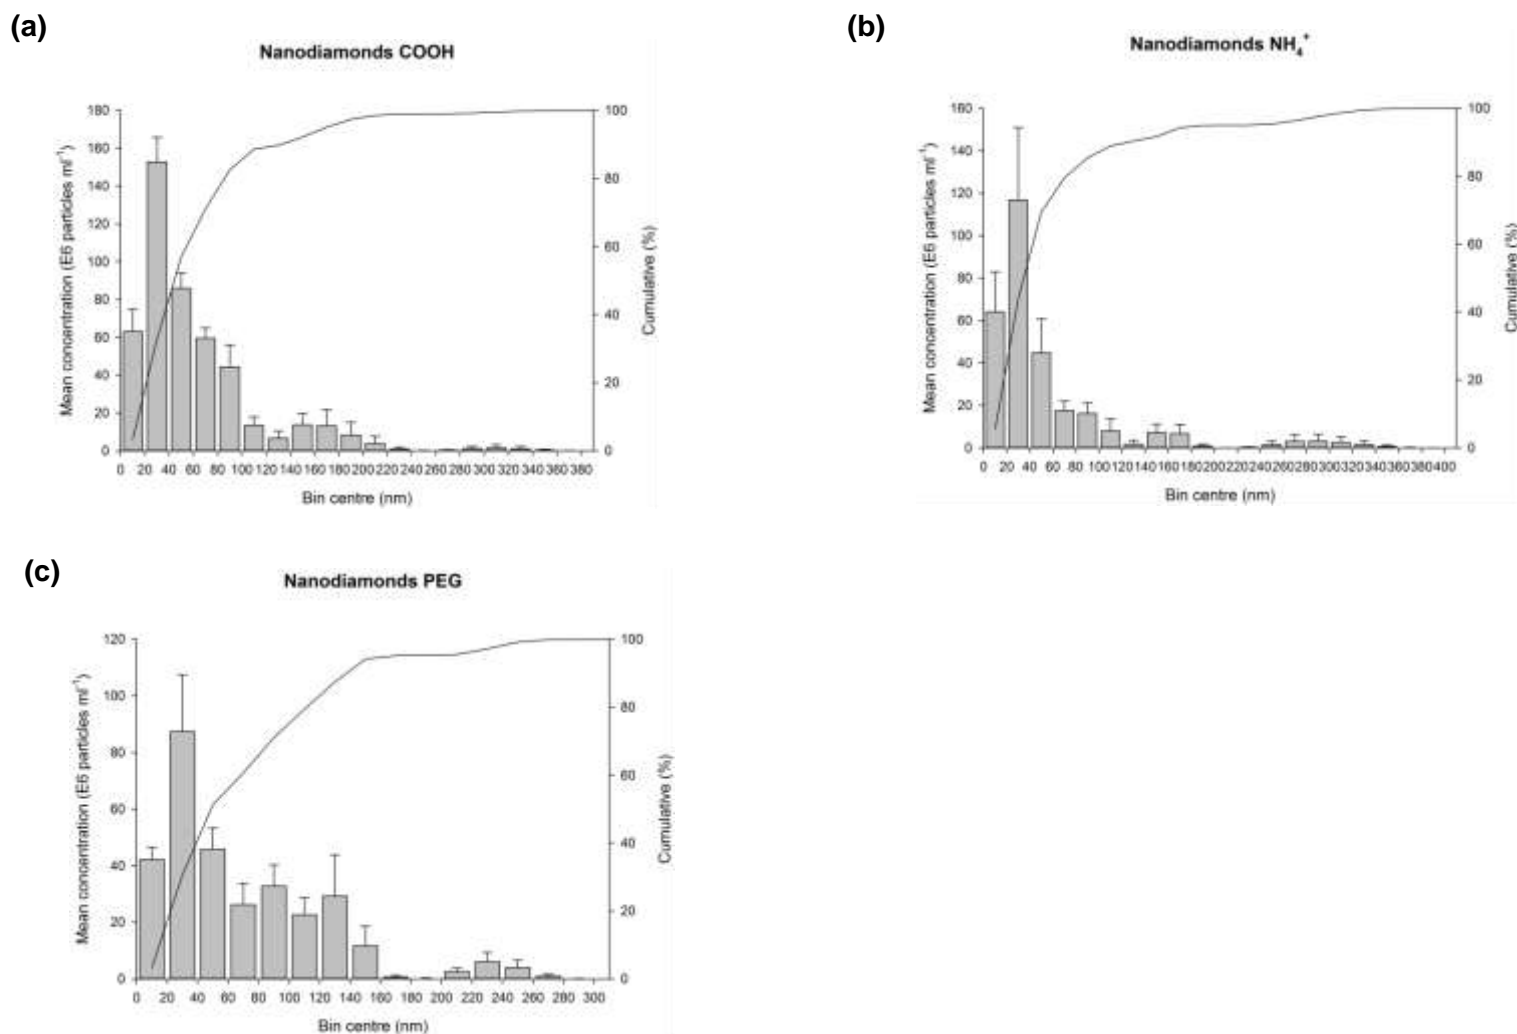 (a)
Nanodiamonds COOH
180
160
140
120
100
80
60
40
20
0
Mean concentration (E6 particles ml⁻¹)
100
80
60
40
20
0
Cumulative (%)
0 20 40 60 80 100 120 140 160 180 200 220 240 260 280 300 320 340 360 380
Bin centre (nm)
(b)
Nanodiamonds NH₄⁺
160
140
120
100
80
60
40
20
0
Mean concentration (E6 particles ml⁻¹)
100
80
60
40
20
0
Cumulative (%)
0 20 40 60 80 100 120 140 160 180 200 220 240 260 280 300 320 340 360 380 400
Bin centre (nm)
(c)
Nanodiamonds PEG
120
100
80
60
40
20
0
Mean concentration (E6 particles ml⁻¹)
100
80
60
40
20
0
Cumulative (%)
0 20 40 60 80 100 120 140 160 180 200 220 240 260 280 300
Bin centre (nm)